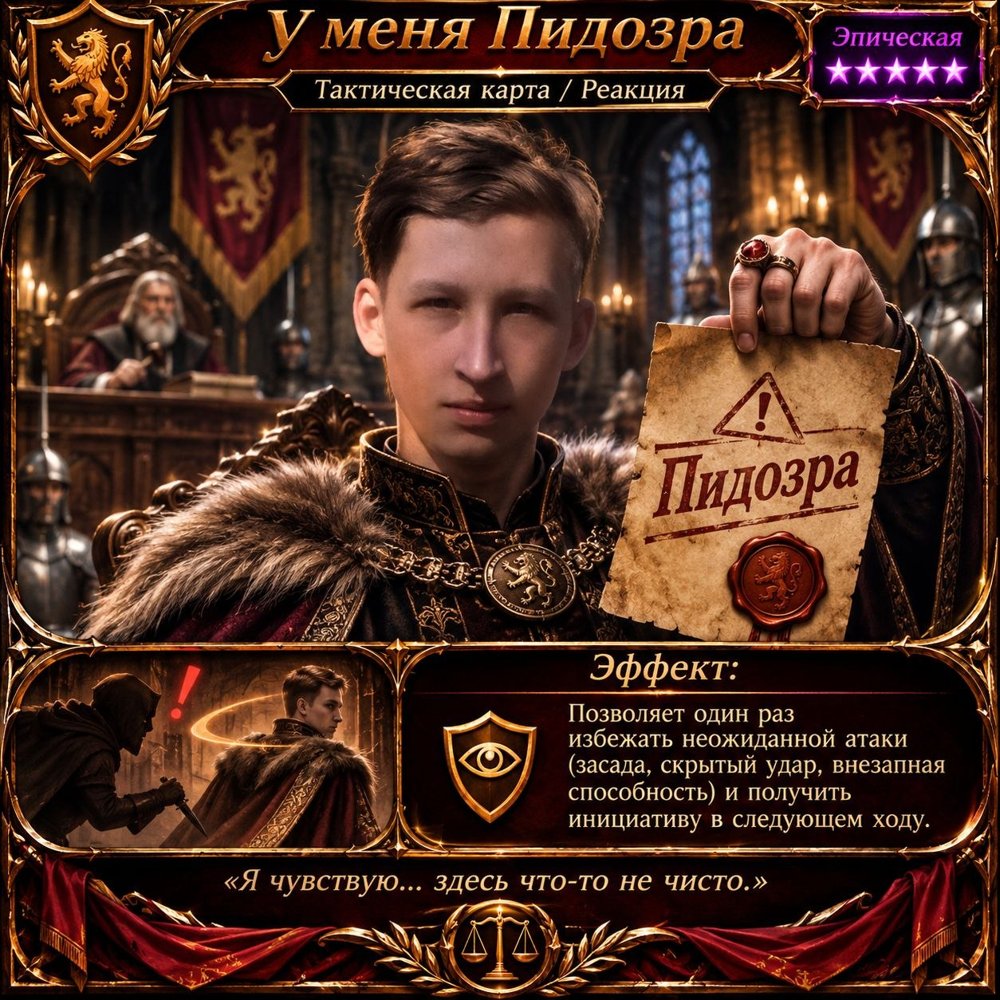 У меня Пидозра
Эпическая
Тактическая карта / Реакция
!
Пидозра
!
Эффект:
Позволяет один раз
избежать неожиданной атаки
(засада, скрытый удар, внезапная
способность) и получить
инициативу в следующем ходу.
«Я чувствую... здесь что-то не чисто.»